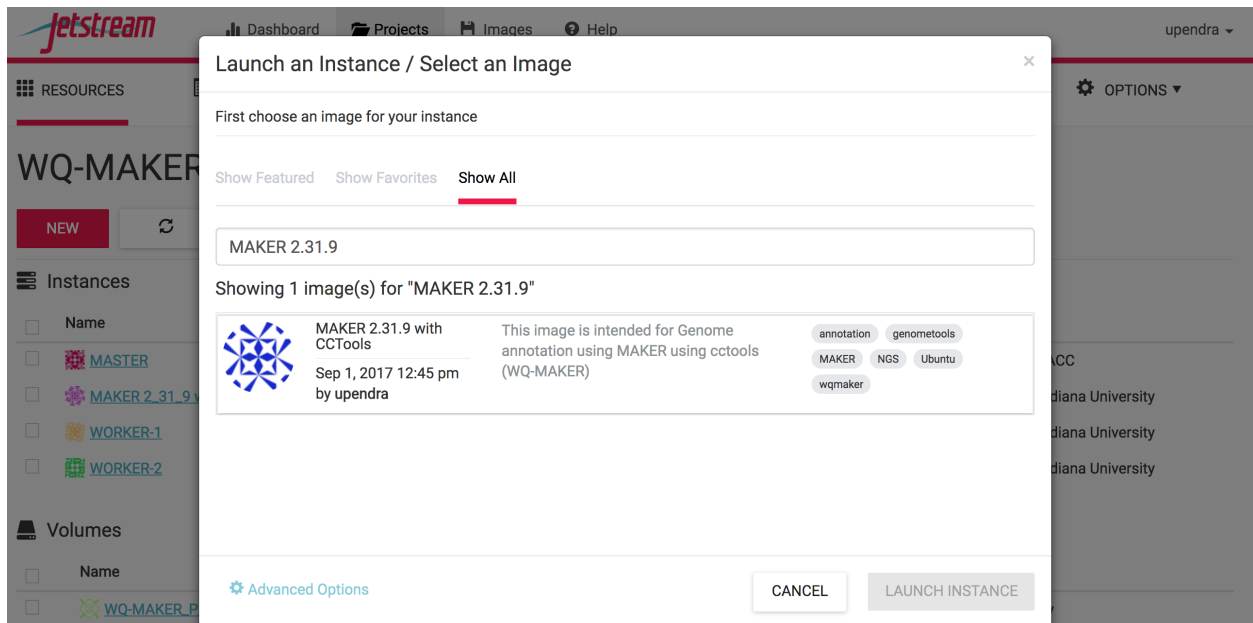 Jetstream
Dashboard Projects Images Help upendra
RESOURCES OPTIONS
WQ-MAKER
NEW
Instances
Name
MASTER
MAKER 2_31_9
WORKER-1
WORKER-2
Volumes
Name
Launch an Instance / Select an Image ×
First choose an image for your instance
Show Featured Show Favorites Show All
MAKER 2.31.9
Showing 1 image(s) for "MAKER 2.31.9"
MAKER 2.31.9 with
CCTools
Sep 1, 2017 12:45 pm
by upendra
This image is intended for Genome
annotation using MAKER using cctools
(WQ-MAKER)
annotation genometools
MAKER NGS Ubuntu
wqmaker
Advanced Options CANCEL LAUNCH INSTANCE
diana University
diana University
diana University